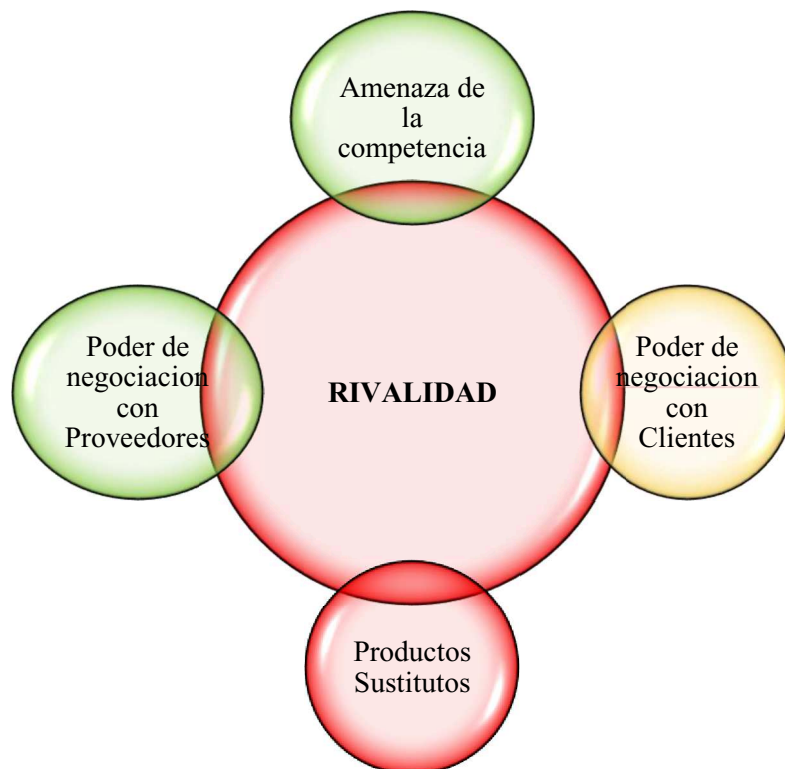 Amenaza de
la
competencia
Poder de
negociacion
con
Proveedores
RIVALIDAD
Poder de
negociacion
con
Clientes
Productos
Sustitutos